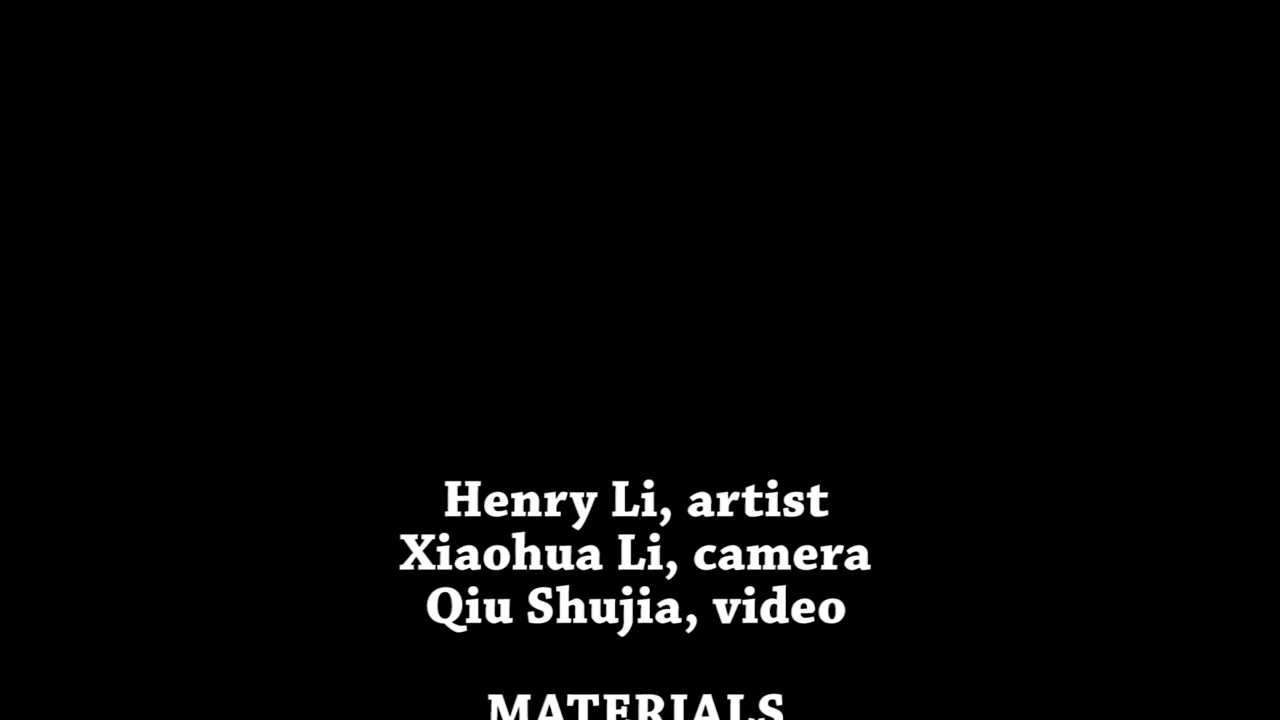 Henry Li, artist
Xiaohua Li, camera
Qiu Shujia, video
MATERIALS